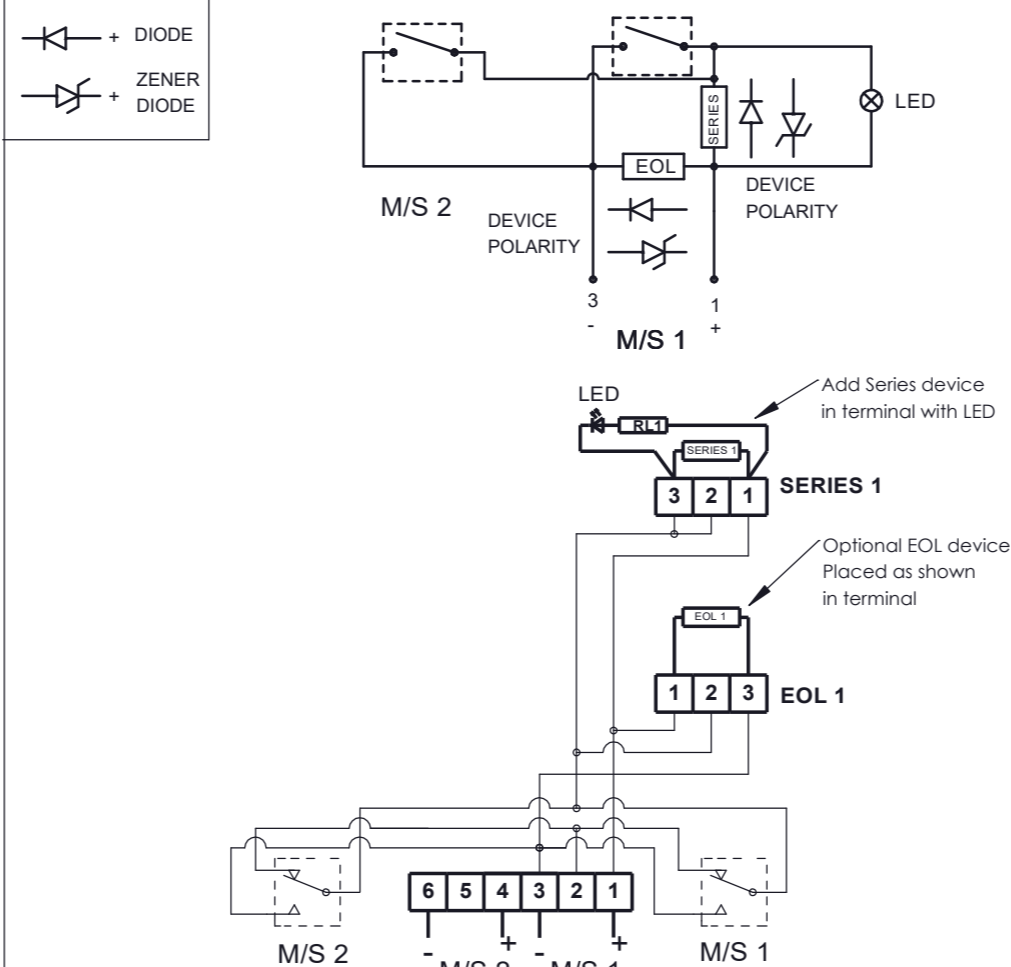 + DIODE
+ ZENER
DIODE
SERIES
LED
EOL
M/S 2
DEVICE
POLARITY
DEVICE
POLARITY
3
1
-
+
M/S 1
LED
RL1
Add Series device
in terminal with LED
SERIES 1
3 2 1
SERIES 1
Optional EOL device
Placed as shown
in terminal
EOL 1
1 2 3
EOL 1
6 5 4 3 2 1
- + - +
M/S 2
M/S 2
M/S 1
M/S 1